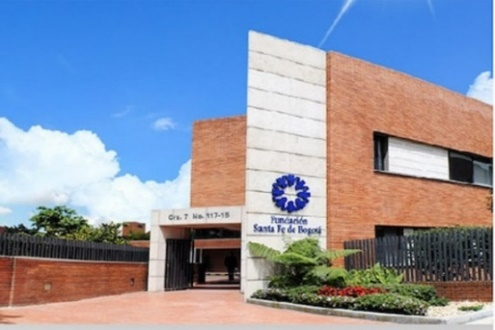 Cra. 7 No. 117-15
Fundación
Santa Fe de Bogotá